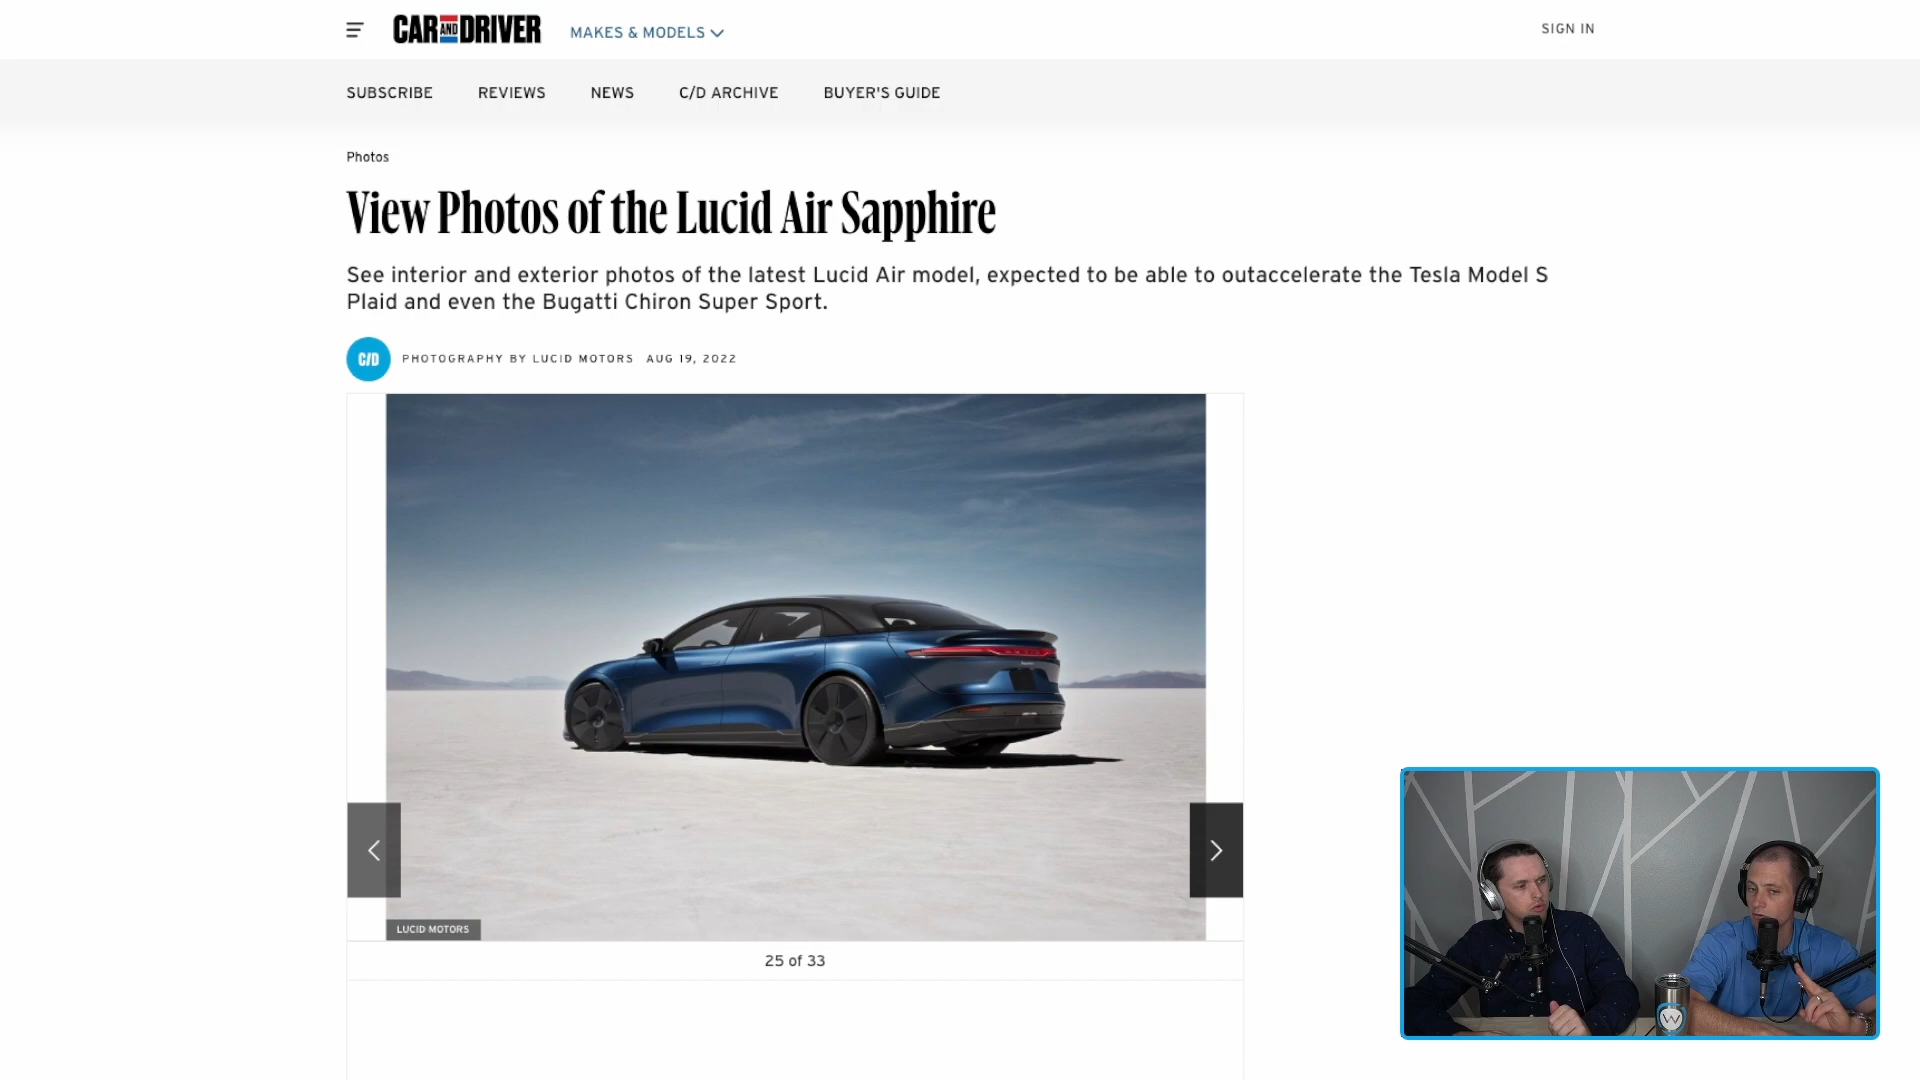 CAR AND DRIVER
MAKES & MODELS
SIGN IN
SUBSCRIBE
REVIEWS
NEWS
C/D ARCHIVE
BUYER'S GUIDE
Photos
View Photos of the Lucid Air Sapphire
See interior and exterior photos of the latest Lucid Air model, expected to be able to outaccelerate the Tesla Model S
Plaid and even the Bugatti Chiron Super Sport.
C/D
PHOTOGRAPHY BY LUCID MOTORS AUG 19, 2022
LUCID MOTORS
25 of 33
W